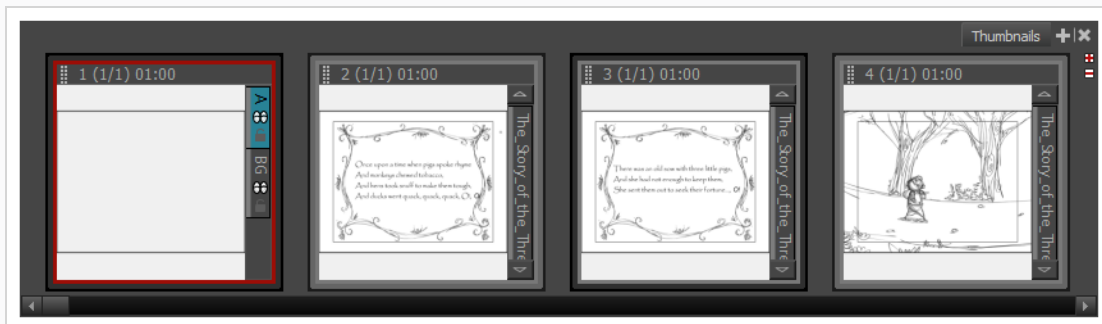 Thumbnails
1 (1/1) 01:00
A
BG
2 (1/1) 01:00
Once upon a time when pigs spoke rhyme
And monkeys chewed tobacco,
And hens took snuff to make them tough,
And ducks went quack, quack, quack, O!
The_Story_of_the_Thre
3 (1/1) 01:00
There was an old sow with three little pigs,
And she had not enough to keep them,
She sent them out to seek their fortune... O!
The_Story_of_the_Thre
4 (1/1) 01:00
The_Story_of_the_Thre